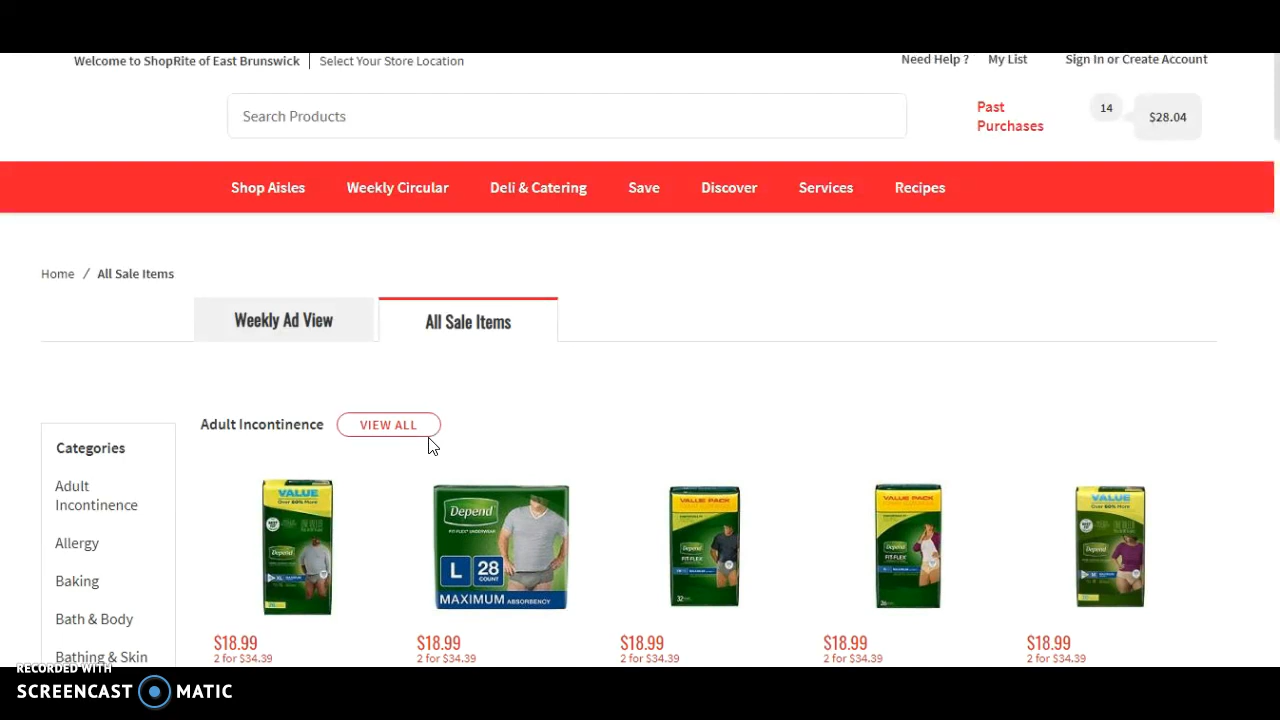 Welcome to ShopRite of East Brunswick
Select Your Store Location
Need Help ?
My List
Sign In or Create Account
Search Products
Past
Purchases
14
$28.04
Shop Aisles
Weekly Circular
Deli & Catering
Save
Discover
Services
Recipes
Home / All Sale Items
Weekly Ad View
All Sale Items
Adult Incontinence
VIEW ALL
Categories
Adult
Incontinence
Allergy
Baking
Bath & Body
Bathing & Skin
VALUE
Over 60% More
Depend
Depend
FIT-FLEX UNDERWEAR
L
28
COUNT
MAXIMUM ABSORBENCY
VALUE PACK
Depend
FIT-FLEX
32
VALUE PACK
Depend
FIT-FLEX
VALUE
Over 60% More
Depend
$18.99
2 for $34.39
$18.99
2 for $34.39
$18.99
2 for $34.39
$18.99
2 for $34.39
$18.99
2 for $34.39
RECORDED WITH
SCREENCAST MATIC